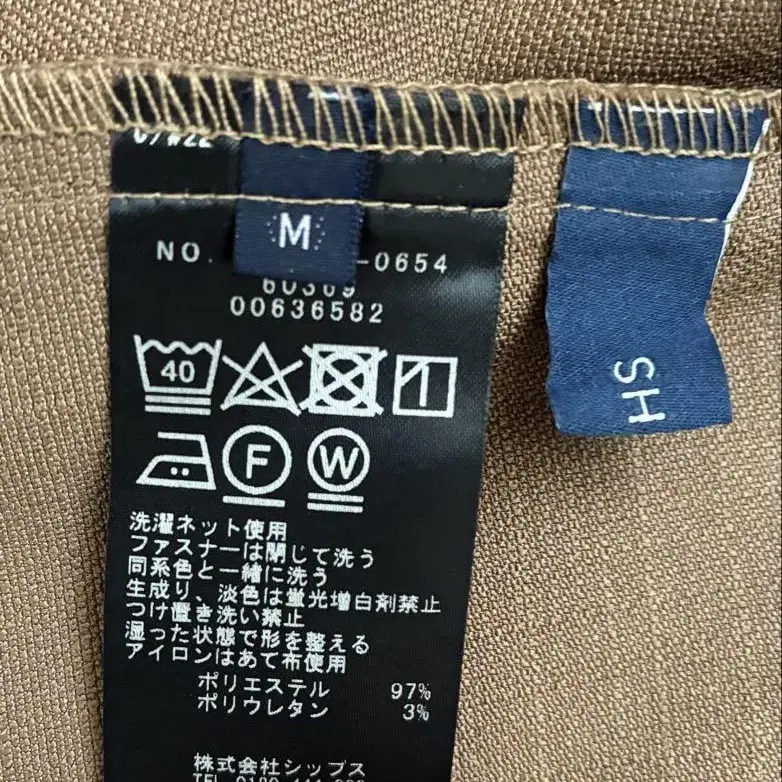 M
NO. -0654
60369
00636582
40
F
W
洗濯ネット使用
ファスナーは閉じて洗う
同系色と一緒に洗う
生成り、淡色は蛍光増白剤禁止
つけ置き洗い禁止
湿った状態で形を整える
アイロンはあて布使用
ポリエステル 97%
ポリウレタン 3%
株式会社シップス
SH